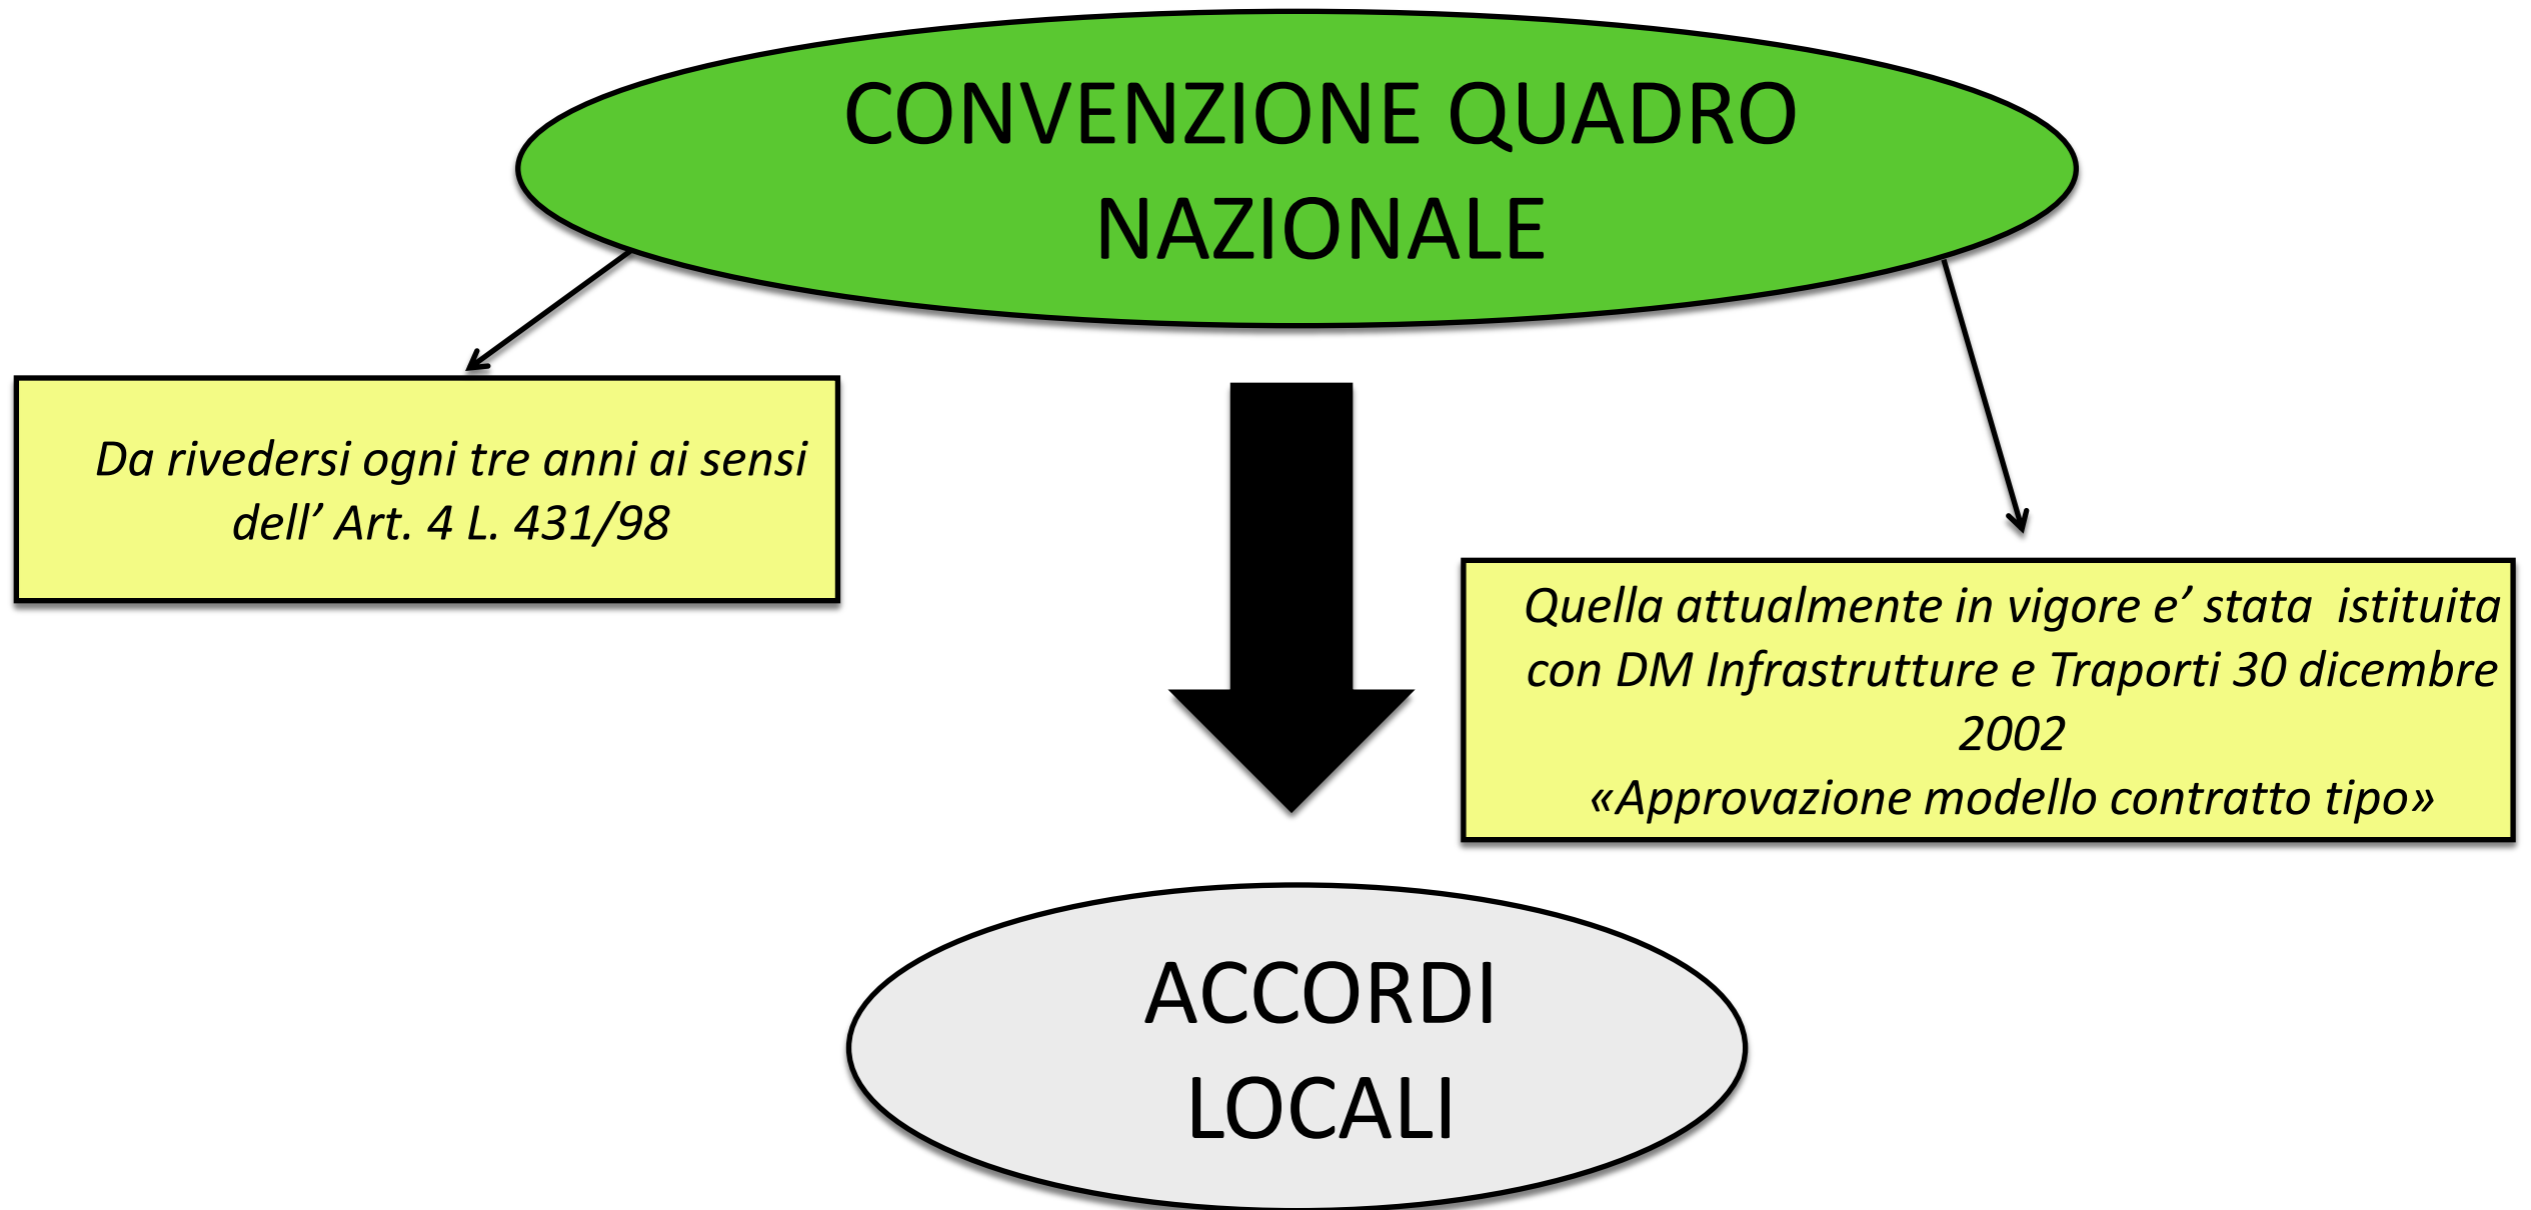 CONVENZIONE QUADRO
NAZIONALE
Da rivedersi ogni tre anni ai sensi
dell’ Art. 4 L. 431/98
Quella attualmente in vigore e’ stata  istituita
con DM Infrastrutture e Traporti 30 dicembre
2002
«Approvazione modello contratto tipo»
ACCORDI
LOCALI